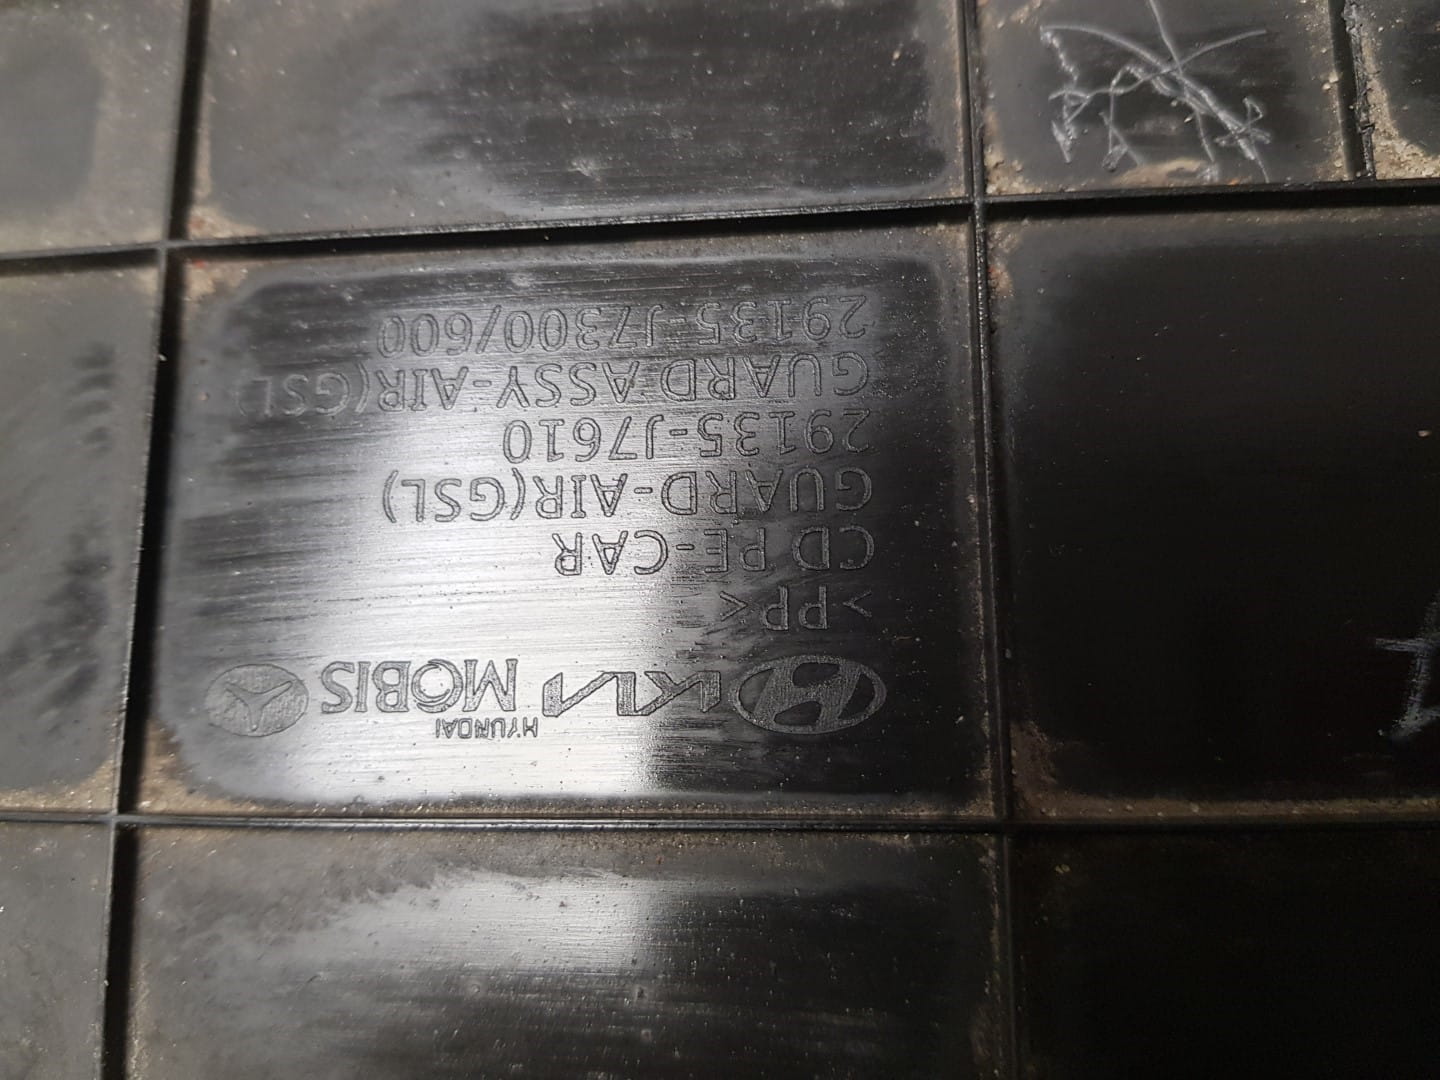 KIA HYUNDAI MOBIS
>PP<
CD PE-CAR
GUARD-AIR(GSL)
29135-J7610
GUARD ASSY-AIR(GSL)
29135-J7300/600